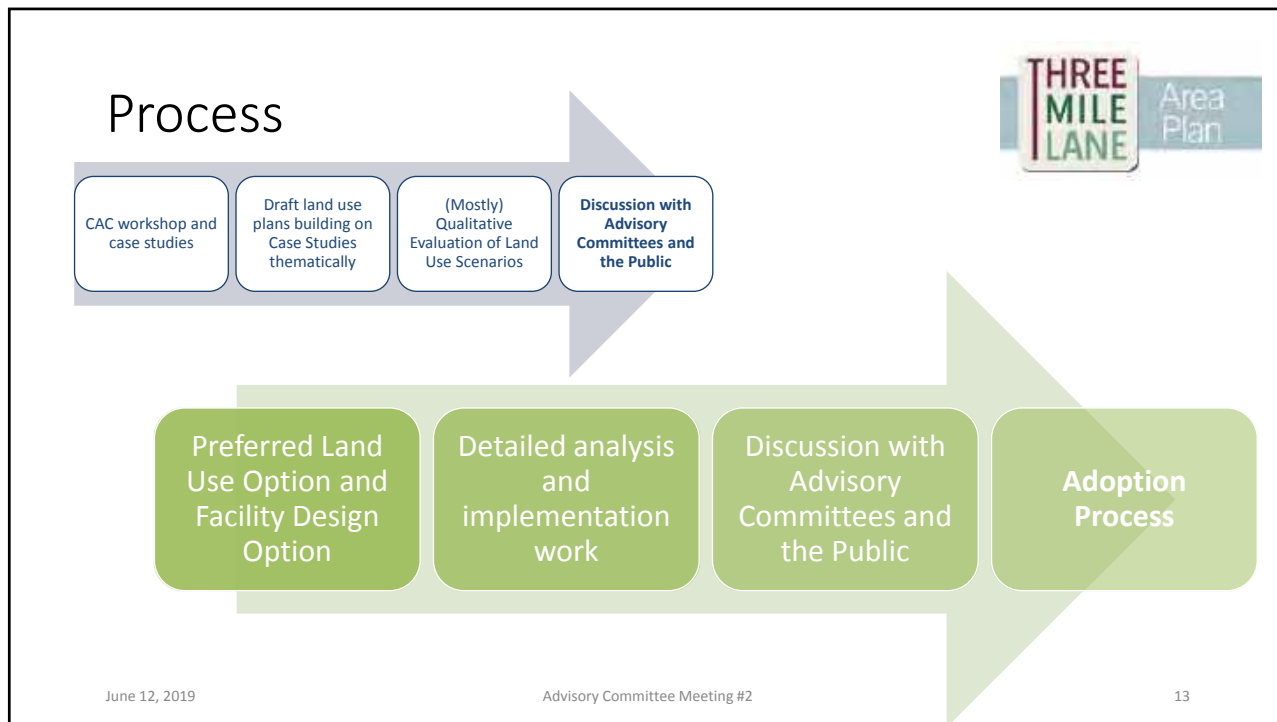 Process
THREE
MILE
LANE
Area
Plan
CAC workshop and
case studies
Draft land use
plans building on
Case Studies
thematically
(Mostly)
Qualitative
Evaluation of Land
Use Scenarios
Discussion with
Advisory
Committees and
the Public
Preferred Land
Use Option and
Facility Design
Option
Detailed analysis
and
implementation
work
Discussion with
Advisory
Committees and
the Public
Adoption
Process
June 12, 2019
Advisory Committee Meeting #2
13